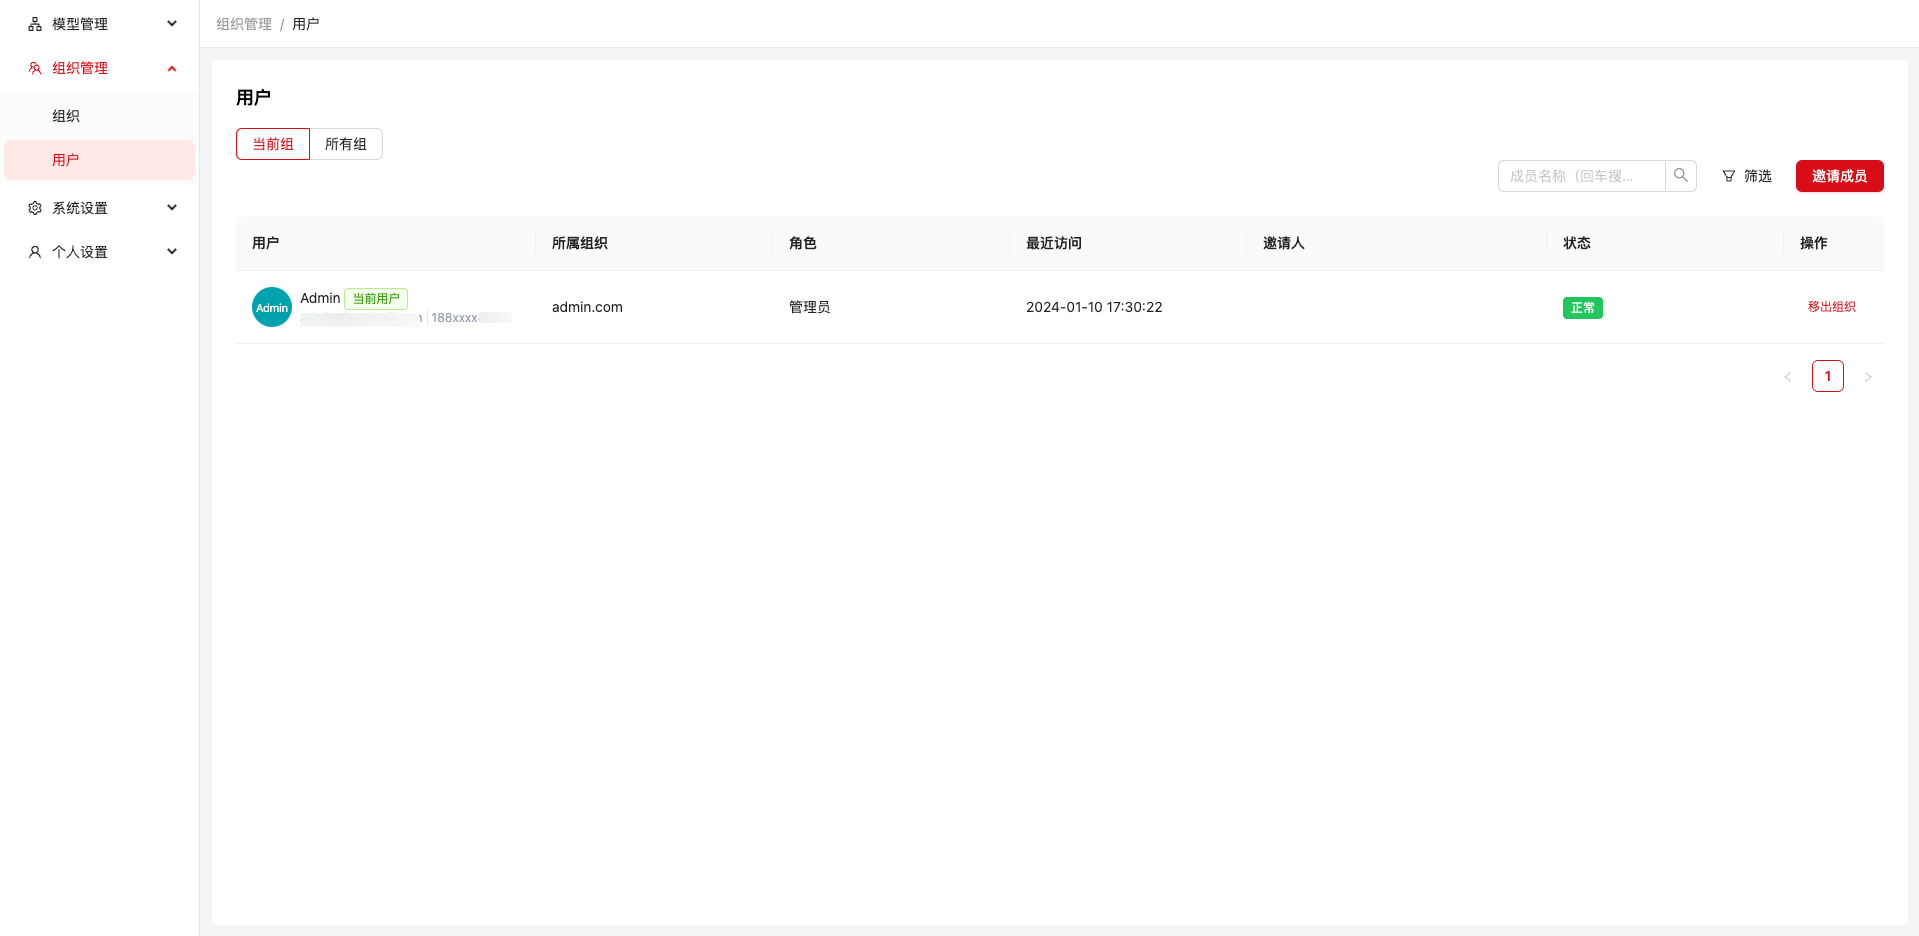 模型管理
组织管理
组织
用户
系统设置
个人设置
组织管理 / 用户
用户
当前组 所有组
成员名称（回车搜...
筛选
邀请成员
用户 所属组织 角色 最近访问 邀请人 状态 操作
Admin
Admin 当前用户
188xxxx
admin.com 管理员 2024-01-10 17:30:22 正常 移出组织
< 1 >